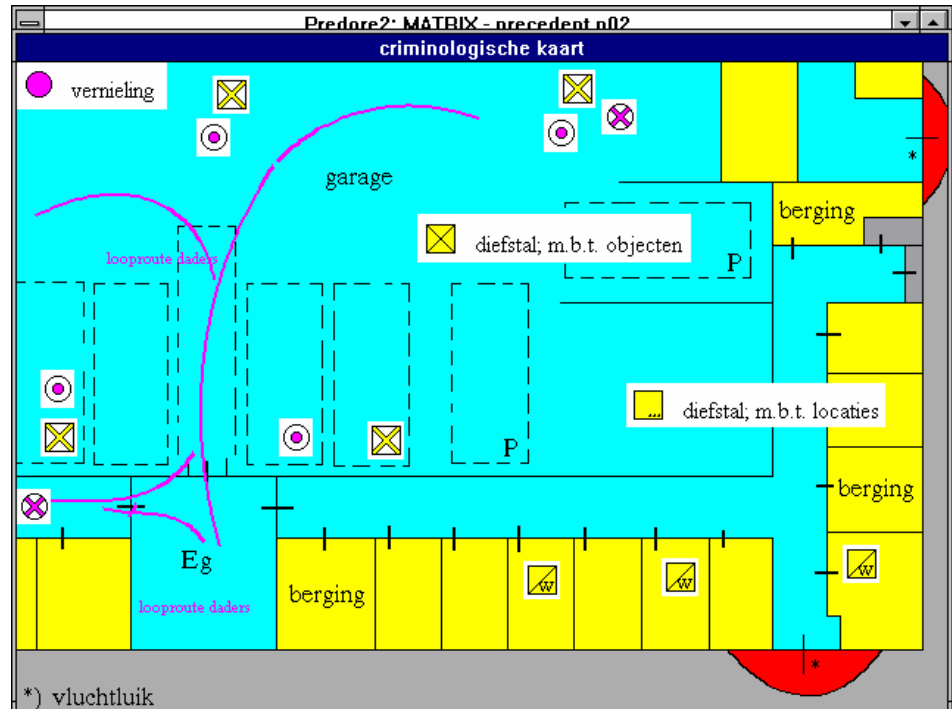 Predore2: MATRIX - precedent n02
criminologische kaart
vernieling
*
garage
berging
diefstal; m.b.t. objecten
looproute daders
P
diefstal; m.b.t. locaties
P
berging
Eg
W
W
W
berging
looproute daders
*
*) vluchtluik